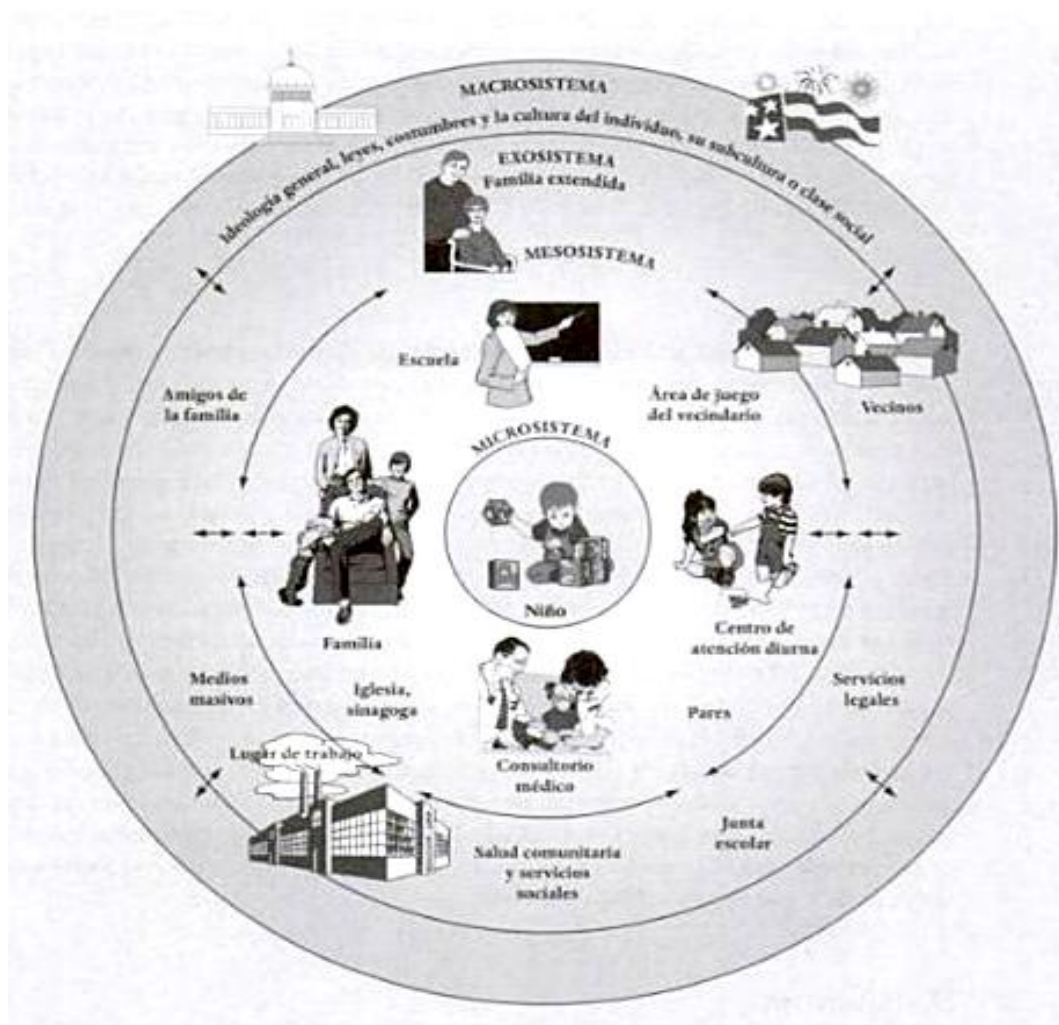 MACROSISTEMA
Ideología general, leyes, costumbres y la cultura del individuo, su subcultura o clase social
EXOSISTEMA
Familia extendida
MESOSISTEMA
Escuela
Amigos de
la familia
Área de juego
del vecindario
Vecinos
MICROSISTEMA
Niño
Familia
Centro de
atención diurna
Medios
masivos
Iglesia,
sinagoga
Pares
Servicios
legales
Lugar de trabajo
Consultorio
médico
Junta
escolar
Salud comunitaria
y servicios
sociales